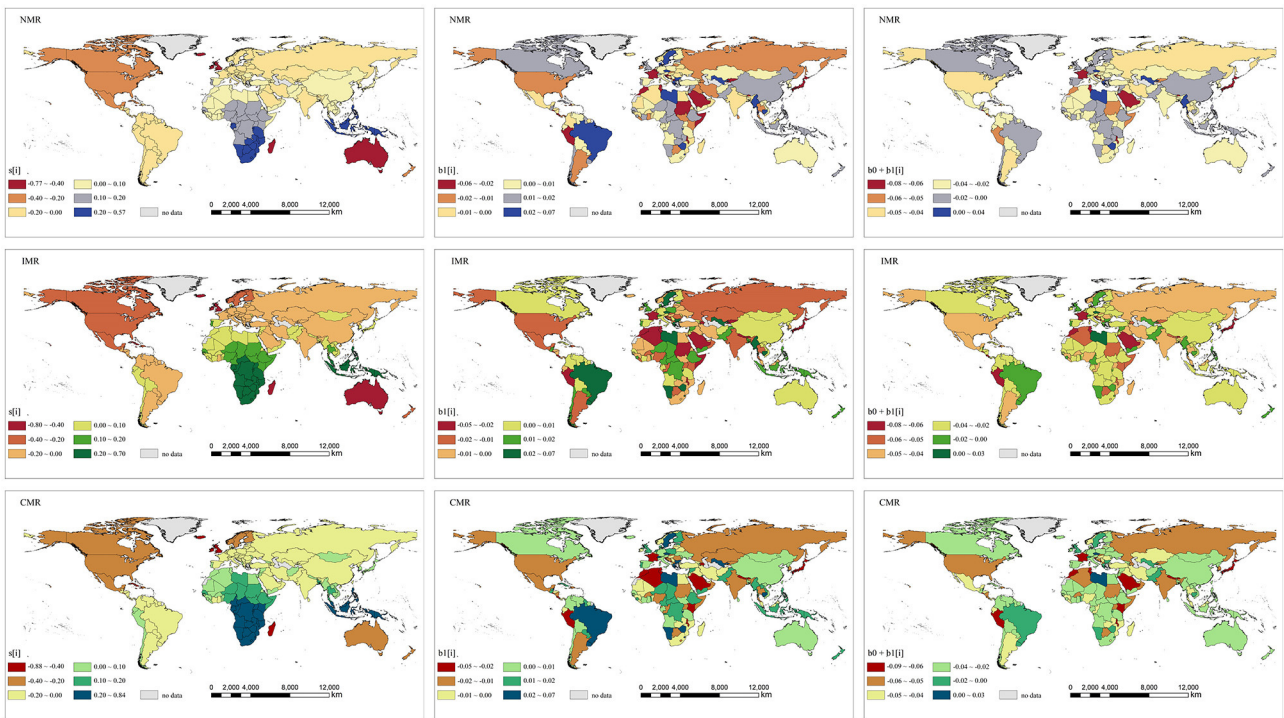 NMR
s[i]
-0.77 ~ -0.40 0.00 ~ 0.10
-0.40 ~ -0.20 0.10 ~ 0.20
-0.20 ~ 0.00 0.20 ~ 0.57 no data
0 2,000 4,000 8,000 12,000
km
NMR
b1[i]
-0.06 ~ -0.02 0.00 ~ 0.01
-0.02 ~ -0.01 0.01 ~ 0.02
-0.01 ~ 0.00 0.02 ~ 0.07 no data
0 2,000 4,000 8,000 12,000
km
NMR
b0 + b1[i]
-0.08 ~ -0.06 -0.04 ~ -0.02
-0.06 ~ -0.05 -0.02 ~ 0.00
-0.05 ~ -0.04 0.00 ~ 0.04 no data
0 2,000 4,000 8,000 12,000
km
IMR
s[i]
-0.80 ~ -0.40 0.00 ~ 0.10
-0.40 ~ -0.20 0.10 ~ 0.20
-0.20 ~ 0.00 0.20 ~ 0.70 no data
0 2,000 4,000 8,000 12,000
km
IMR
b1[i]
-0.05 ~ -0.02 0.00 ~ 0.01
-0.02 ~ -0.01 0.01 ~ 0.02
-0.01 ~ 0.00 0.02 ~ 0.07 no data
0 2,000 4,000 8,000 12,000
km
IMR
b0 + b1[i]
-0.08 ~ -0.06 -0.04 ~ -0.02
-0.06 ~ -0.05 -0.02 ~ 0.00
-0.05 ~ -0.04 0.00 ~ 0.03 no data
0 2,000 4,000 8,000 12,000
km
CMR
s[i]
-0.88 ~ -0.40 0.00 ~ 0.10
-0.40 ~ -0.20 0.10 ~ 0.20
-0.20 ~ 0.00 0.20 ~ 0.84 no data
0 2,000 4,000 8,000 12,000
km
CMR
b1[i]
-0.05 ~ -0.02 0.00 ~ 0.01
-0.02 ~ -0.01 0.01 ~ 0.02
-0.01 ~ 0.00 0.02 ~ 0.07 no data
0 2,000 4,000 8,000 12,000
km
CMR
b0 + b1[i]
-0.09 ~ -0.06 -0.04 ~ -0.02
-0.06 ~ -0.05 -0.02 ~ 0.00
-0.05 ~ -0.04 0.00 ~ 0.03 no data
0 2,000 4,000 8,000 12,000
km